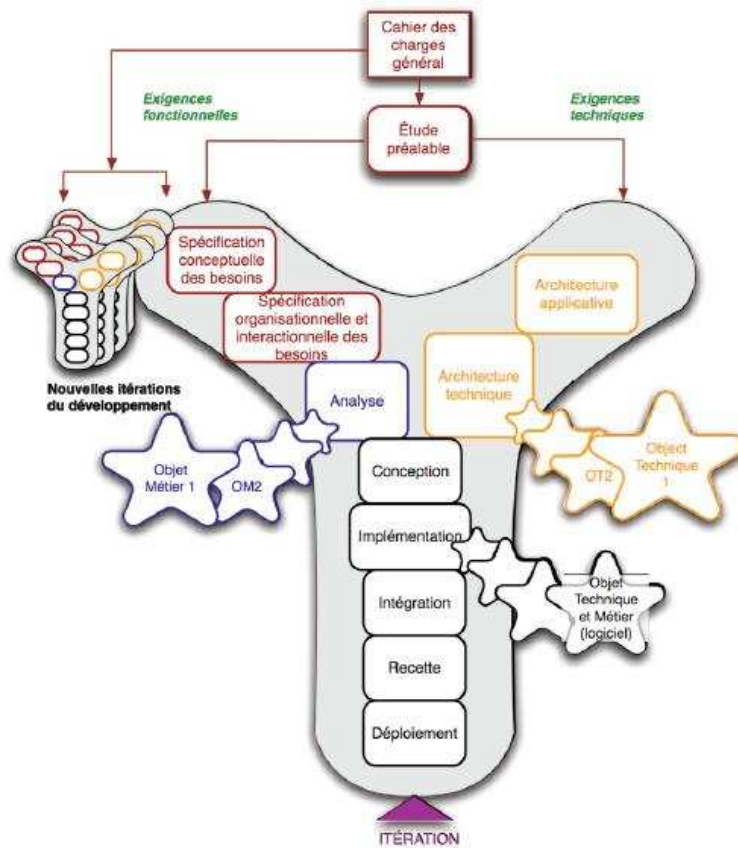 Cahier des
charges
général
Exigences
fonctionnelles
Exigences
techniques
Étude
préalable
Spécification
conceptuelle
des besoins
Spécification
organisationnelle et
interactionnelle des
besoins
Architecture
applicative
Nouvelles itérations
du développement
Analyse
Architecture
technique
Objet
Métier 1
OM2
OT2
Object
Technique
1
Conception
Implémentation
Intégration
Objet
Technique
et Métier
(logiciel)
Recette
Déploiement
ITÉRATION